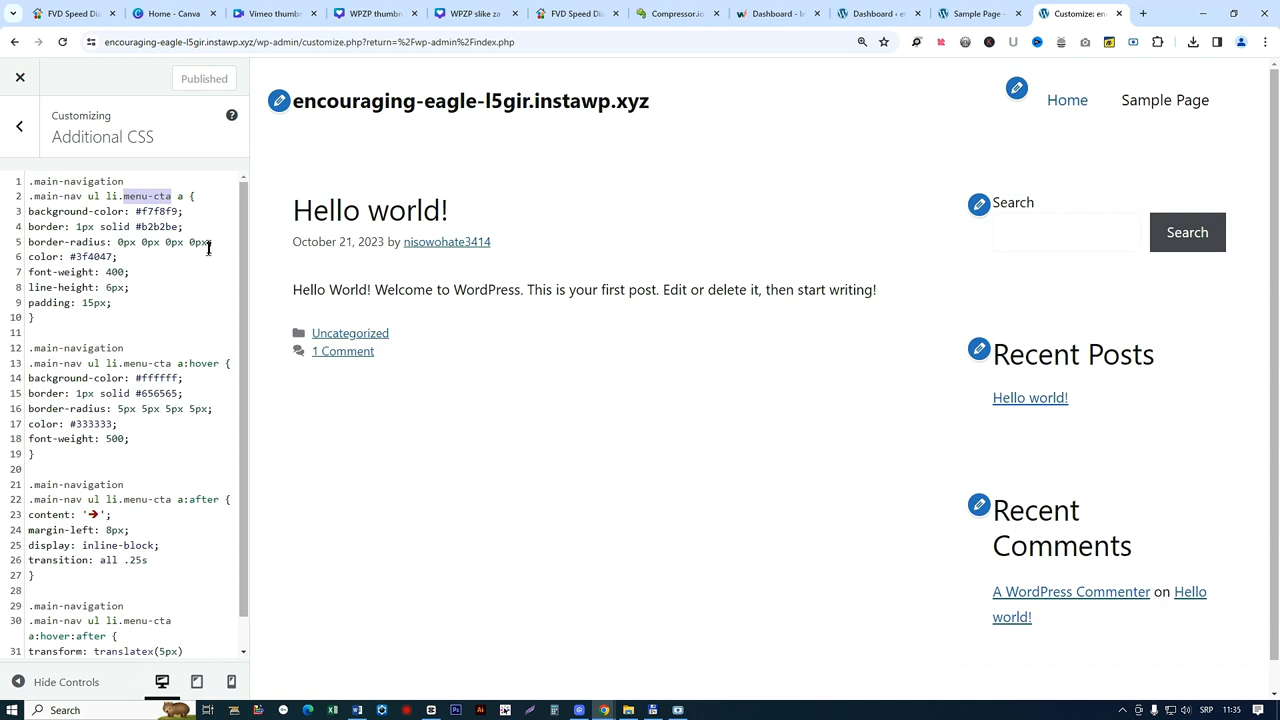 FVD Speed Dia
Home - Canva
Vimeo thumbn
WPZP thumbn
WPZP slike za
FVD Speed Dia
Compressor.io
Dashboard - In
Dashboard ‹ en
Sample Page –
Customize: en
encouraging-eagle-l5gir.instawp.xyz/wp-admin/customize.php?return=%2Fwp-admin%2Findex.php
Published
Customizing
Additional CSS
1 .main-navigation
2 .main-nav ul li.menu-cta a {
3 background-color: #f7f8f9;
4 border: 1px solid #b2b2be;
5 border-radius: 0px 0px 0px 0px;
6 color: #3f4047;
7 font-weight: 400;
8 line-height: 6px;
9 padding: 15px;
10 }
11
12 .main-navigation
13 .main-nav ul li.menu-cta a:hover {
14 background-color: #ffffff;
15 border: 1px solid #656565;
16 border-radius: 5px 5px 5px 5px;
17 color: #333333;
18 font-weight: 500;
19 }
20
21 .main-navigation
22 .main-nav ul li.menu-cta a:after {
23 content: '🡪';
24 margin-left: 8px;
25 display: inline-block;
26 transition: all .25s
27 }
28
29 .main-navigation
30 .main-nav ul li.menu-cta
a:hover:after {
31 transform: translatex(5px)
Hide Controls
encouraging-eagle-l5gir.instawp.xyz
Home
Sample Page
Hello world!
October 21, 2023 by nisowohate3414
Hello World! Welcome to WordPress. This is your first post. Edit or delete it, then start writing!
Uncategorized
1 Comment
Search
Search
Recent Posts
Hello world!
Recent
Comments
A WordPress Commenter on Hello
world!
Search
SRP
11:35